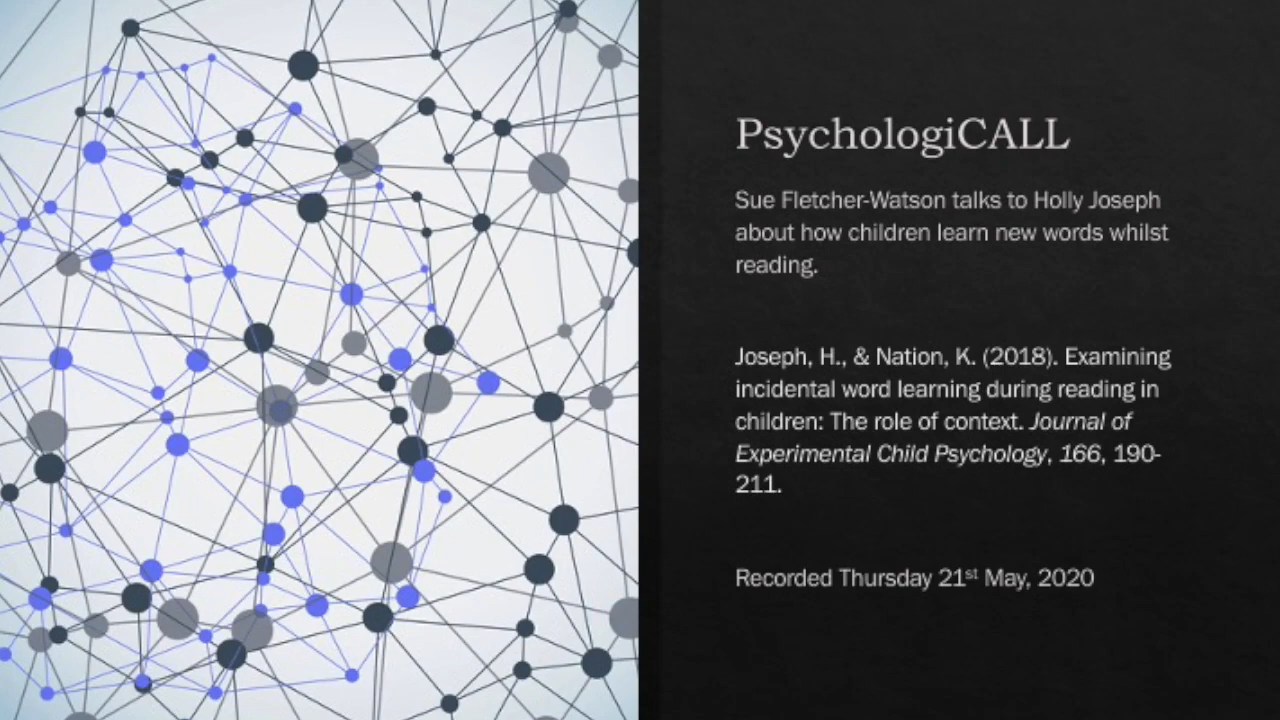 PsychologiCALL
Sue Fletcher-Watson talks to Holly Joseph
about how children learn new words whilst
reading.
Joseph, H., & Nation, K. (2018). Examining
incidental word learning during reading in
children: The role of context. Journal of
Experimental Child Psychology, 166, 190-
211.
Recorded Thursday 21st May, 2020